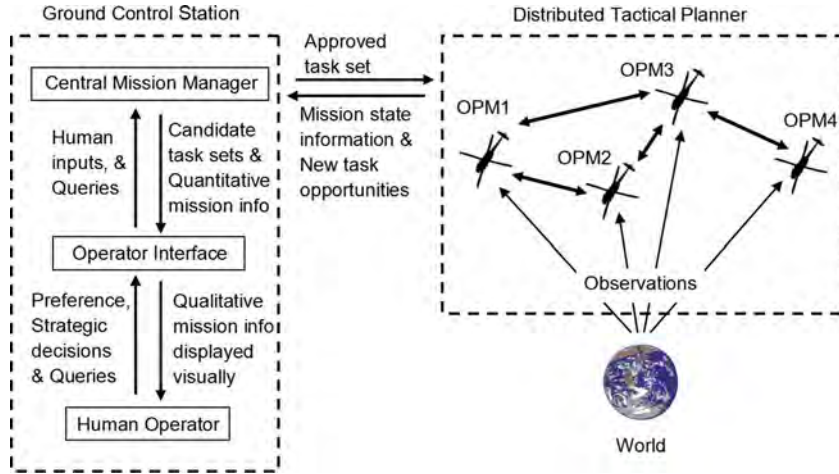 Ground Control Station
Central Mission Manager
Human
inputs, &
Queries
Candidate
task sets &
Quantitative
mission info
Operator Interface
Preference,
Strategic
decisions
& Queries
Qualitative
mission info
displayed
visually
Human Operator
Approved
task set
Mission state
information &
New task
opportunities
Distributed Tactical Planner
OPM1
OPM2
OPM3
OPM4
Observations
World